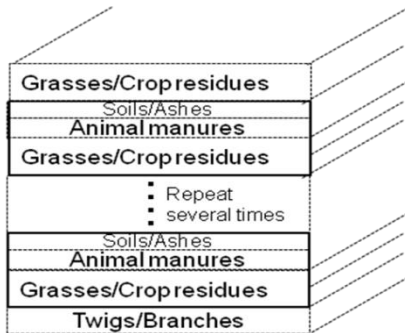 Grasses/Crop residues
Soils/Ashes
Animal manures
Grasses/Crop residues
Repeat
several times
Soils/Ashes
Animal manures
Grasses/Crop residues
Twigs/Branches